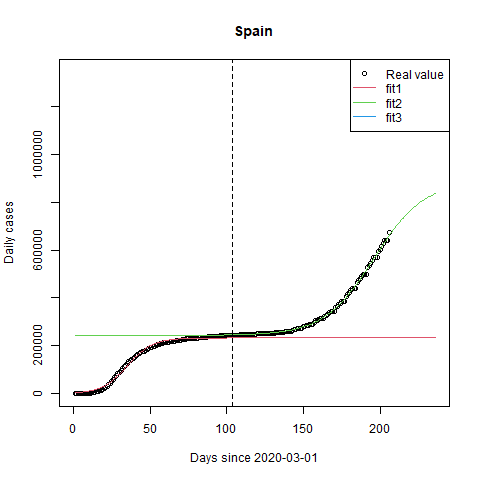 Spain
Real value
fit1
fit2
fit3
Daily cases
0
200000
600000
1000000
0
50
100
150
200
Days since 2020-03-01